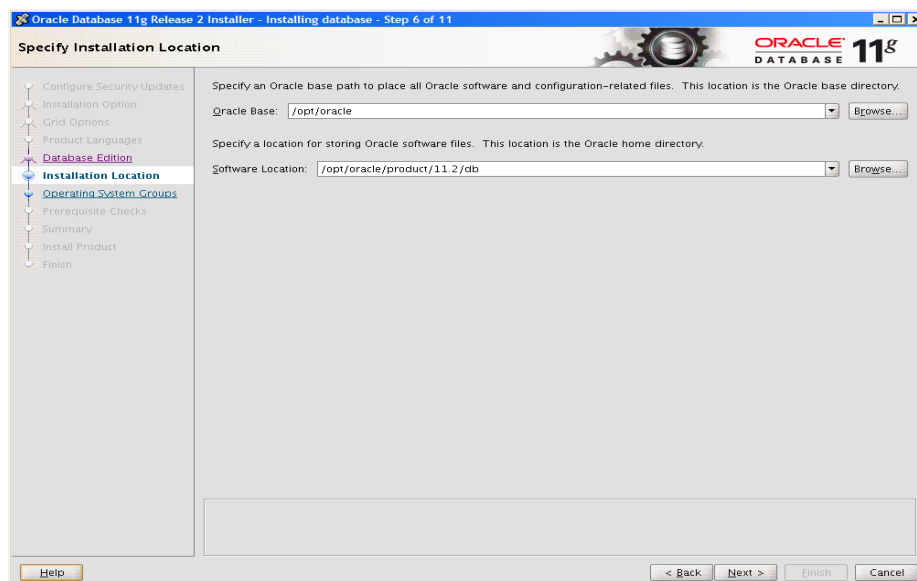 Oracle Database 11g Release 2 Installer - Installing database - Step 6 of 11
Specify Installation Location
ORACLE
DATABASE 11g
Configure Security Updates
Installation Option
Grid Options
Product Languages
Database Edition
Installation Location
Operating System Groups
Prerequisite Checks
Summary
Install Product
Finish
Specify an Oracle base path to place all Oracle software and configuration-related files. This location is the Oracle base directory.
Oracle Base: /opt/oracle Browse...
Specify a location for storing Oracle software files. This location is the Oracle home directory.
Software Location: /opt/oracle/product/11.2/db Browse...
Help < Back Next > Finish Cancel